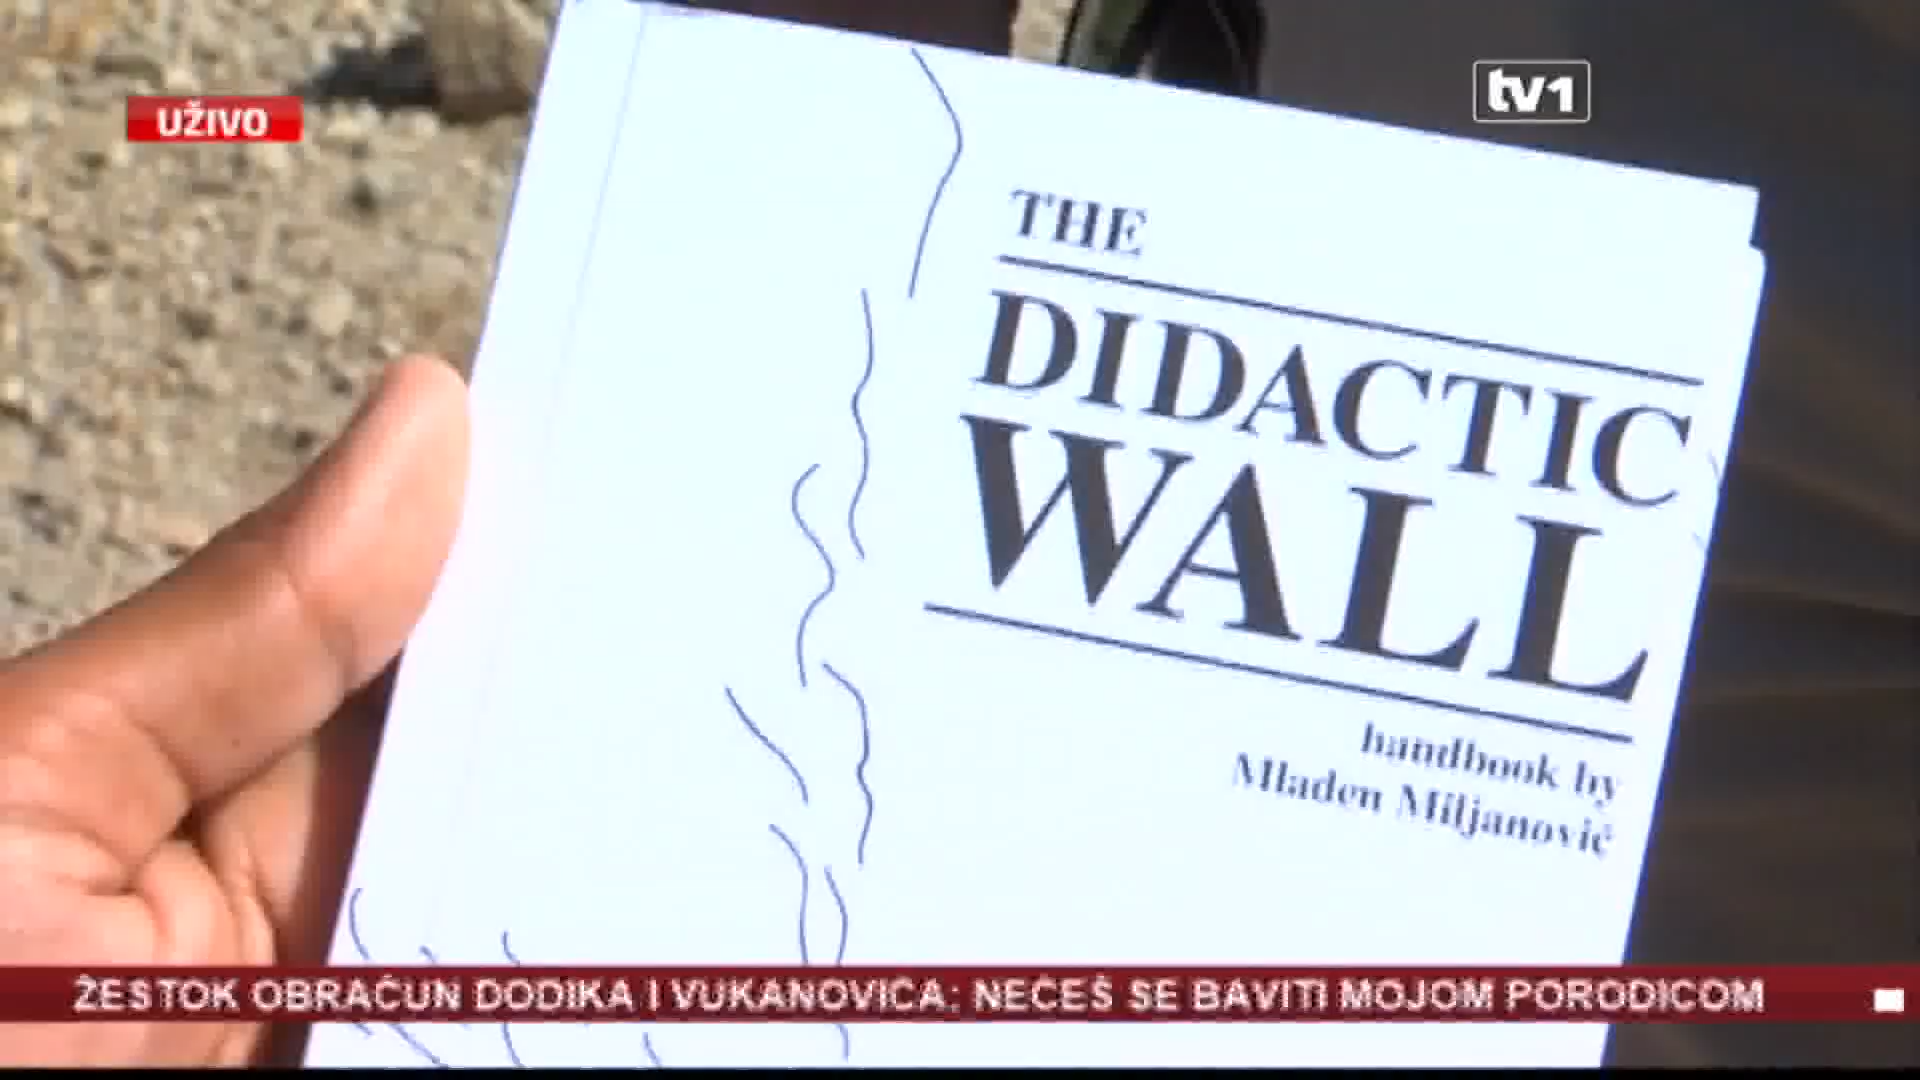 UŽIVO
tv1
THE
DIDACTIC
WALL
handbook by
Mladen Miljanović
ŽESTOK OBRAČUN DODIKA I VUKANOVIĆA: NEĆEŠ SE BAVITI MOJOM PORODICOM